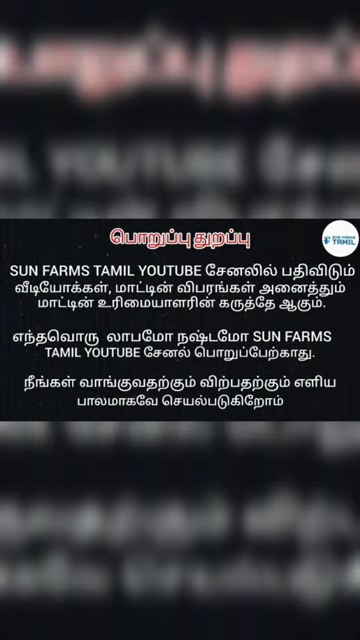 பொறுப்பு துறப்பு
SUN FARMS TAMIL
SUN FARMS TAMIL YOUTUBE சேனலில் பதிவிடும்
வீடியோக்கள், மாட்டின் விபரங்கள் அனைத்தும்
மாட்டின் உரிமையாளரின் கருத்தே ஆகும்.
எந்தவொரு லாபமோ நஷ்டமோ SUN FARMS
TAMIL YOUTUBE சேனல் பொறுப்பேற்காது.
நீங்கள் வாங்குவதற்கும் விற்பதற்கும் எளிய
பாலமாகவே செயல்படுகிறோம்